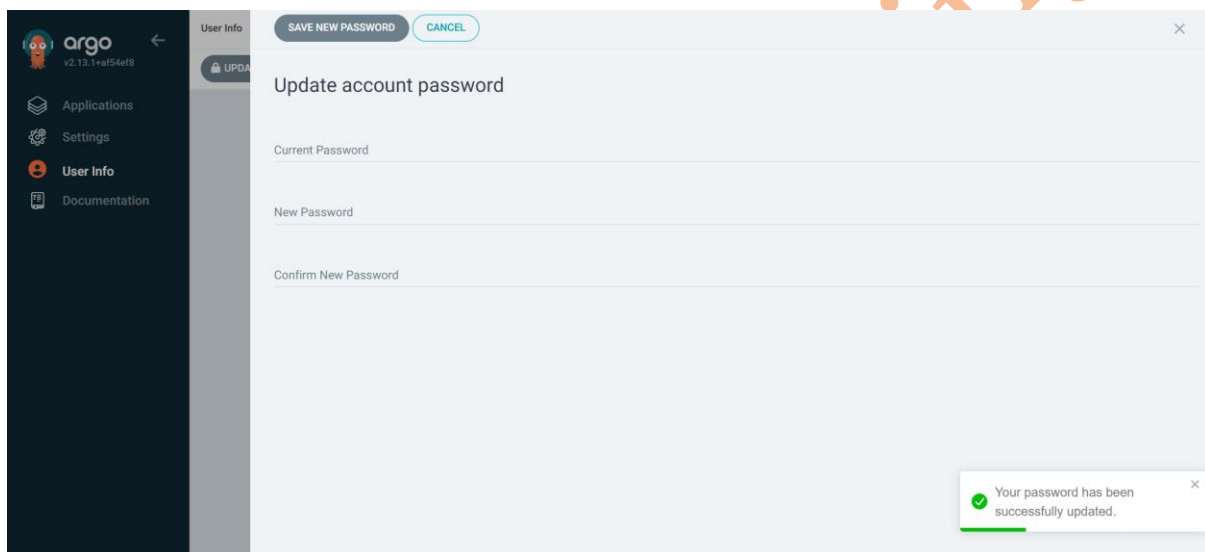 argo
v2.13.1+af54ef8
Applications
Settings
User Info
Documentation
User Info
UPDA
SAVE NEW PASSWORD
CANCEL
Update account password
Current Password
New Password
Confirm New Password
Your password has been
successfully updated.